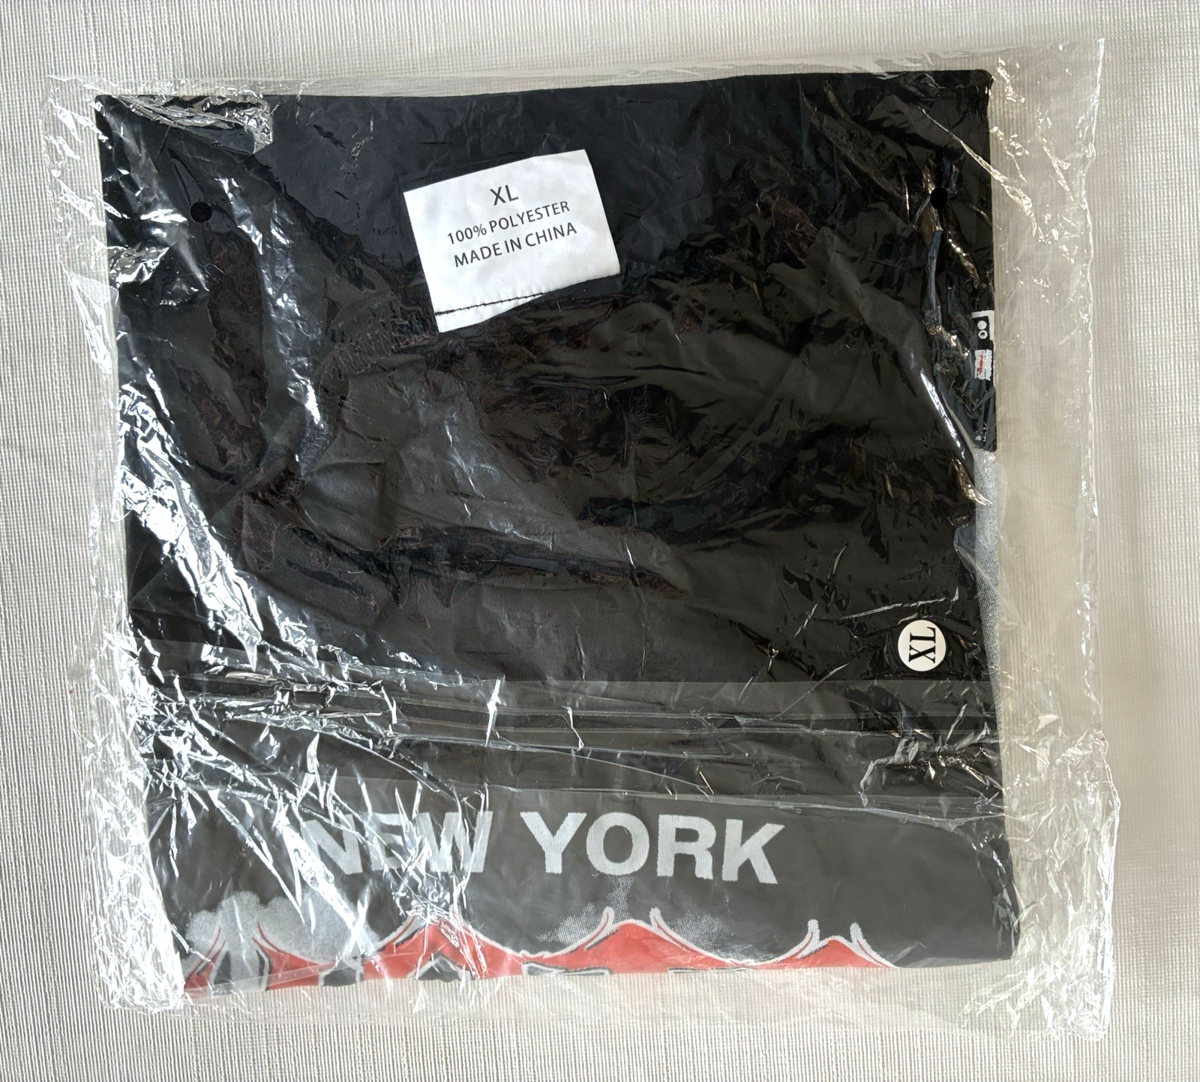 XL
100% POLYESTER
MADE IN CHINA
XL
NEW YORK